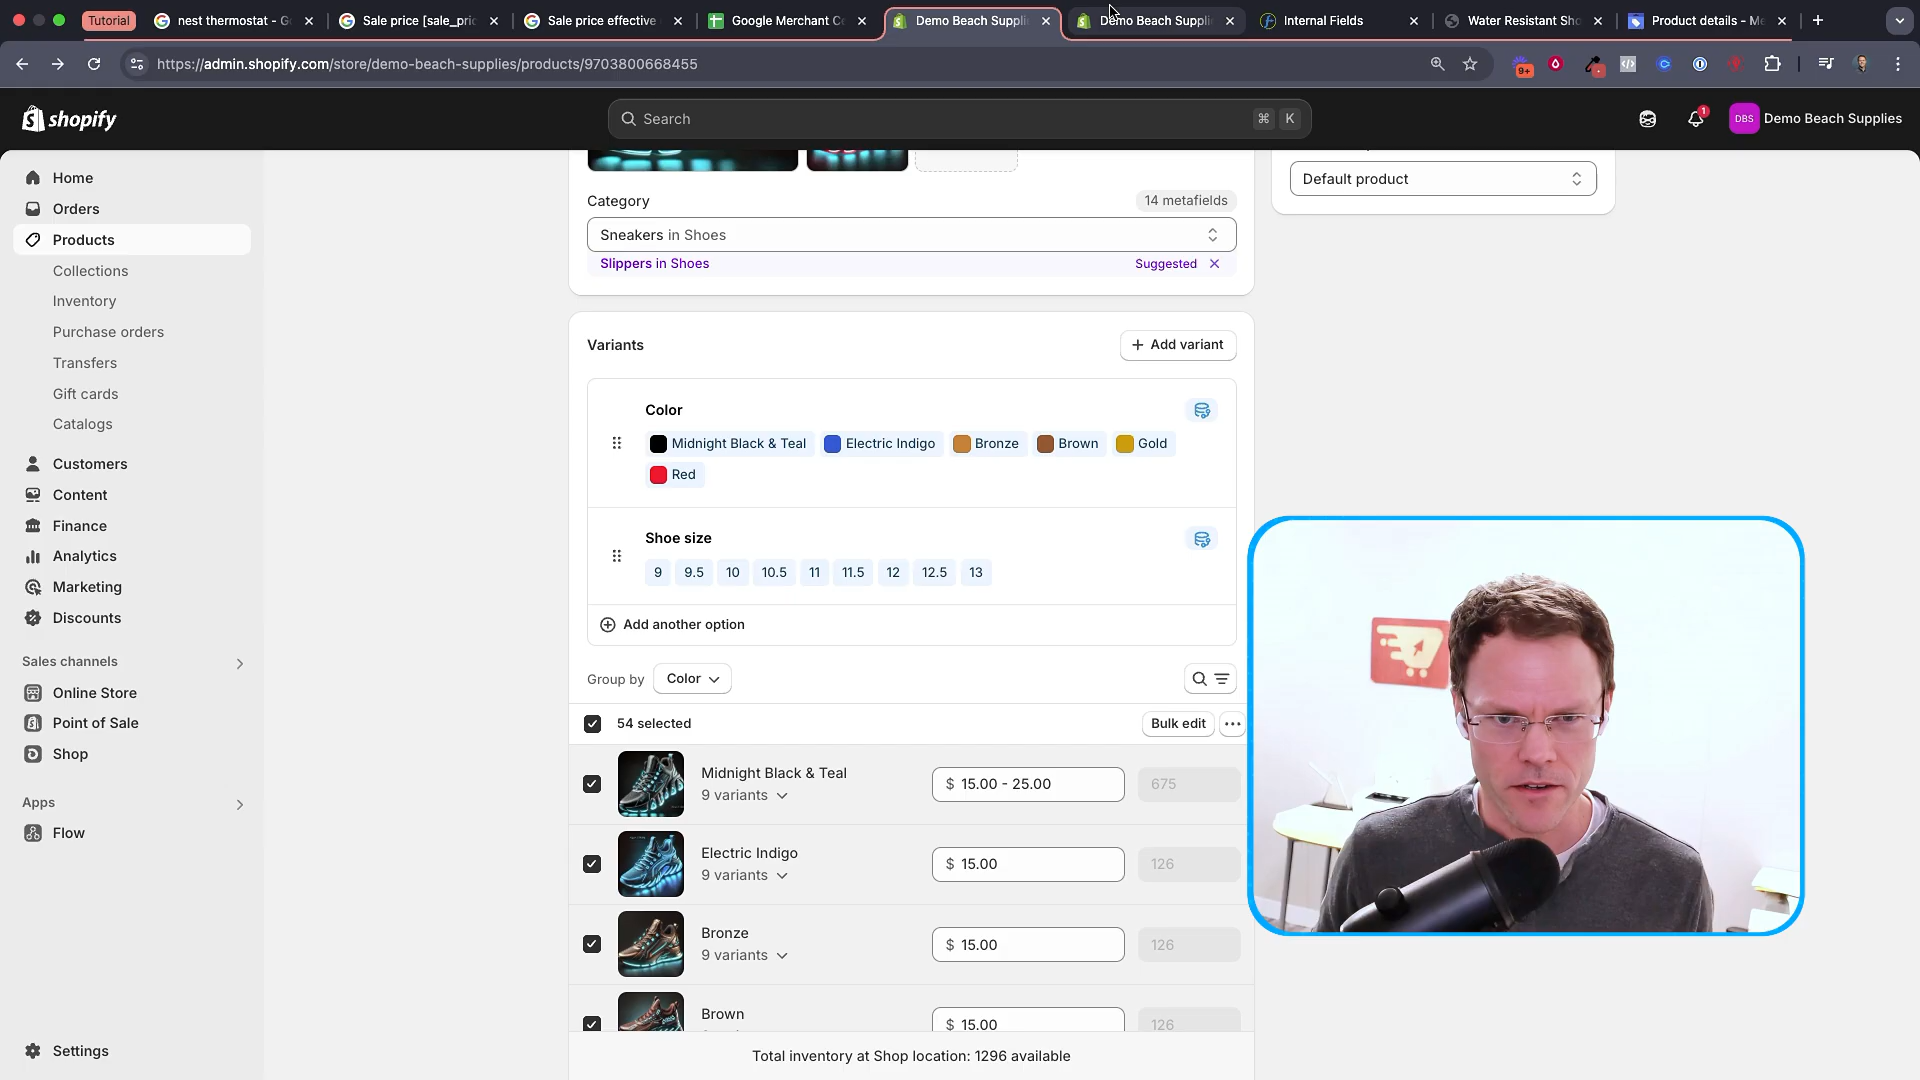 Tutorial
nest thermostat - G
Sale price [sale_pric
Sale price effective
Google Merchant C
Demo Beach Suppli
Demo Beach Suppli
Internal Fields
Water Resistant Sho
Product details - Me
https://admin.shopify.com/store/demo-beach-supplies/products/9703800668455
9+
shopify
Search
⌘ K
1
DBS
Demo Beach Supplies
Home
Orders
Products
Collections
Inventory
Purchase orders
Transfers
Gift cards
Catalogs
Customers
Content
Finance
Analytics
Marketing
Discounts
Sales channels
Online Store
Point of Sale
Shop
Apps
Flow
Settings
Default product
Category
14 metafields
Sneakers in Shoes
Slippers in Shoes
Suggested
Variants
+ Add variant
Color
Midnight Black & Teal
Electric Indigo
Bronze
Brown
Gold
Red
Shoe size
9 9.5 10 10.5 11 11.5 12 12.5 13
Add another option
Group by
Color
54 selected
Bulk edit
Midnight Black & Teal
9 variants
$ 15.00 - 25.00
675
Electric Indigo
9 variants
$ 15.00
126
Bronze
9 variants
$ 15.00
126
Brown
$ 15.00
126
Total inventory at Shop location: 1296 available